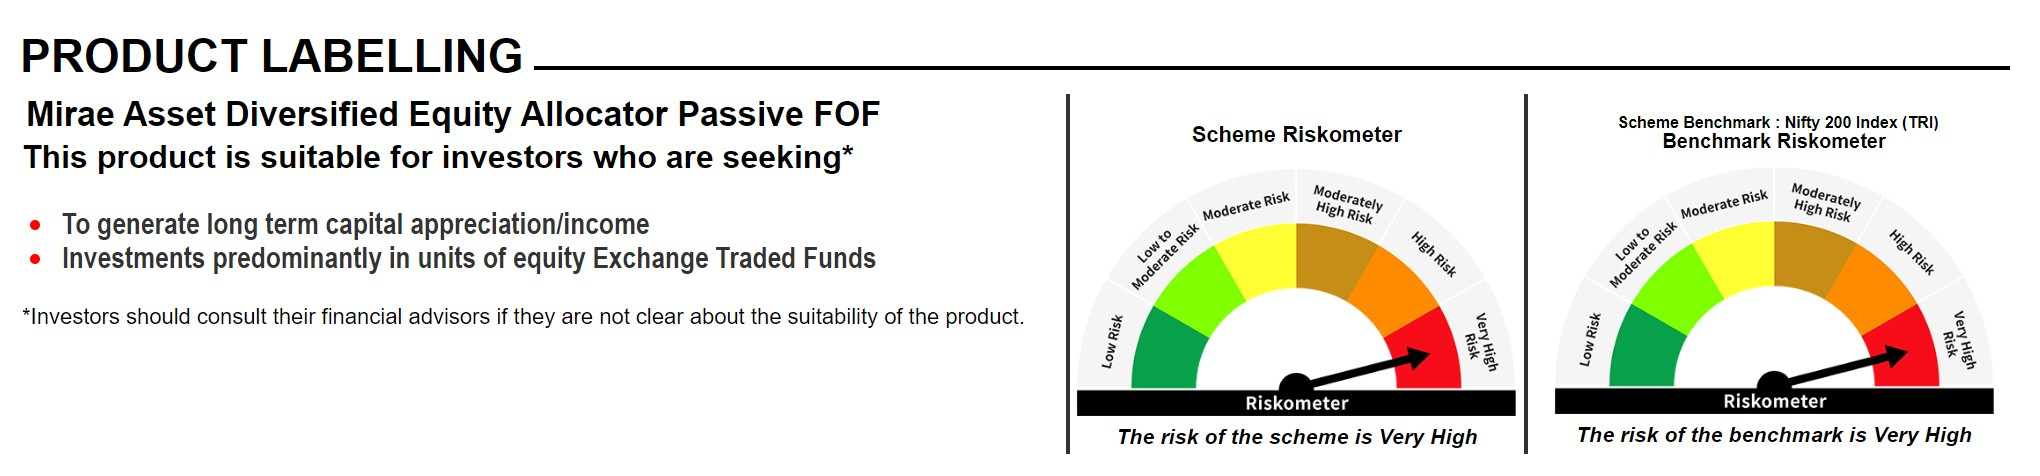 PRODUCT LABELLING
Mirae Asset Diversified Equity Allocator Passive FOF
This product is suitable for investors who are seeking*
To generate long term capital appreciation/income
Investments predominantly in units of equity Exchange Traded Funds
*Investors should consult their financial advisors if they are not clear about the suitability of the product.
Scheme Riskometer
Low Risk
Low to
Moderate Risk
Moderate Risk
Moderately
High Risk
High Risk
Very High
Risk
Riskometer
The risk of the scheme is Very High
Scheme Benchmark : Nifty 200 Index (TRI)
Benchmark Riskometer
Low Risk
Low to
Moderate Risk
Moderate Risk
Moderately
High Risk
High Risk
Very High
Risk
Riskometer
The risk of the benchmark is Very High